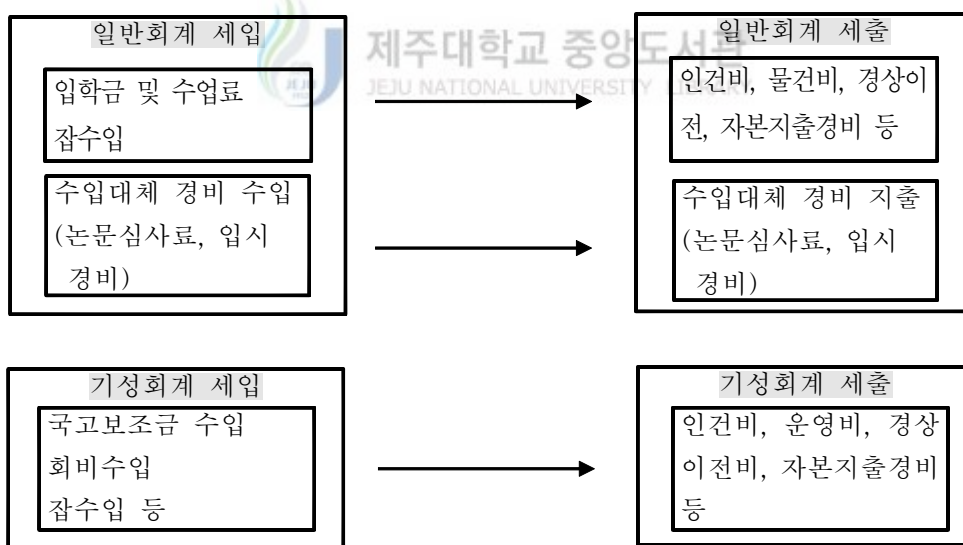 일반회계 세입
입학금 및 수업료
잡수입
수입대체 경비 수입
(논문심사료, 입시
경비)
제주대학교 중앙도서관
JEJU NATIONAL UNIVERSITY LIBRARY
일반회계 세출
인건비, 물건비, 경상이
전, 자본지출경비 등
수입대체 경비 지출
(논문심사료, 입시
경비)
기성회계 세입
국고보조금 수입
회비수입
잡수입 등
기성회계 세출
인건비, 운영비, 경상
이전비, 자본지출경비
등